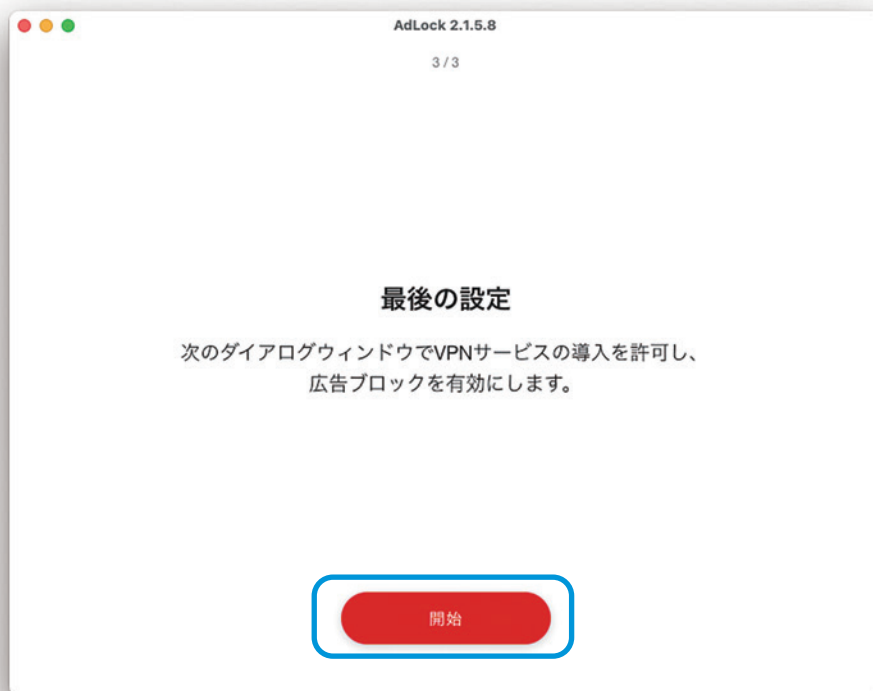 AdLock 2.1.5.8
3 / 3
最後の設定
次のダイアログウィンドウでVPNサービスの導入を許可し、
広告ブロックを有効にします。
開始